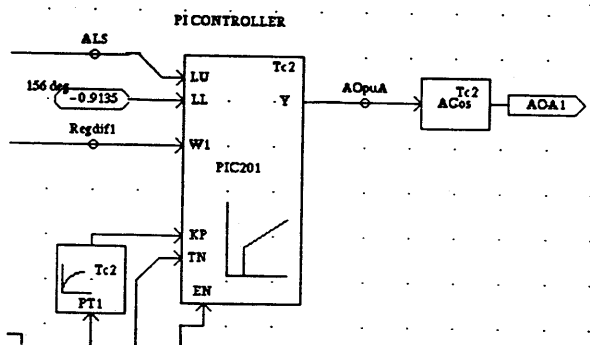 PI CONTROLLER
ALS
Tc2
LU
156 deg
-0.9135
LL
Y
AOpuA
Tc2
ACos
AOA1
Regdif1
W1
PIC201
KP
Tc2
TN
PT1
EN